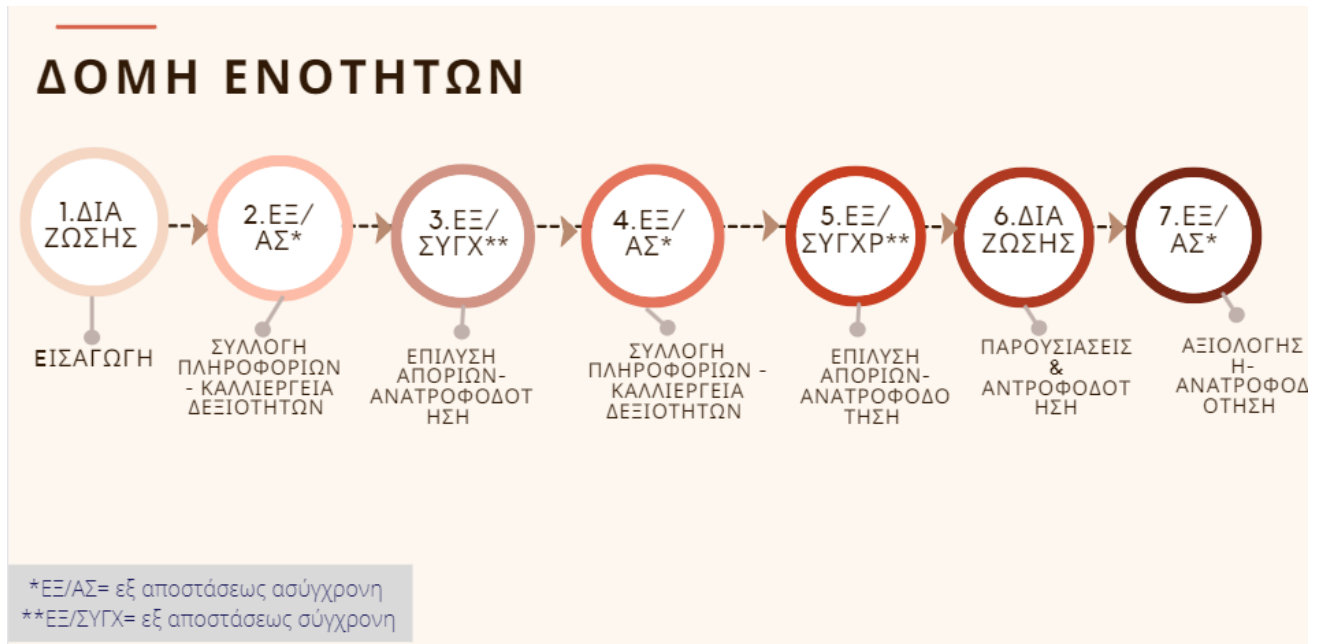 ΔΟΜΗ ΕΝΟΤΗΤΩΝ
1.ΔΙΑ
ΖΩΣΗΣ
2.ΕΞ/
ΑΣ*
3.ΕΞ/
ΣΥΓΧ**
4.ΕΞ/
ΑΣ*
5.ΕΞ/
ΣΥΓΧΡ**
6.ΔΙΑ
ΖΩΣΗΣ
7.ΕΞ/
ΑΣ*
ΕΙΣΑΓΩΓΗ
ΣΥΛΛΟΓΗ
ΠΛΗΡΟΦΟΡΙΩΝ
- ΚΑΛΛΙΕΡΓΕΙΑ
ΔΕΞΙΟΤΗΤΩΝ
ΕΠΙΛΥΣΗ
ΑΠΟΡΙΩΝ-
ΑΝΑΤΡΟΦΟΔΟΤ
ΗΣΗ
ΣΥΛΛΟΓΗ
ΠΛΗΡΟΦΟΡΙΩΝ -
ΚΑΛΛΙΕΡΓΕΙΑ
ΔΕΞΙΟΤΗΤΩΝ
ΕΠΙΛΥΣΗ
ΑΠΟΡΙΩΝ-
ΑΝΑΤΡΟΦΟΔΟ
ΤΗΣΗ
ΠΑΡΟΥΣΙΑΣΕΙΣ
&
ΑΝΤΡΟΦΟΔΟΤ
ΗΣΗ
ΑΞΙΟΛΟΓΗΣ
Η-
ΑΝΑΤΡΟΦΟΔ
ΟΤΗΣΗ
*ΕΞ/ΑΣ= εξ αποστάσεως ασύγχρονη
**ΕΞ/ΣΥΓΧ= εξ αποστάσεως σύγχρονη